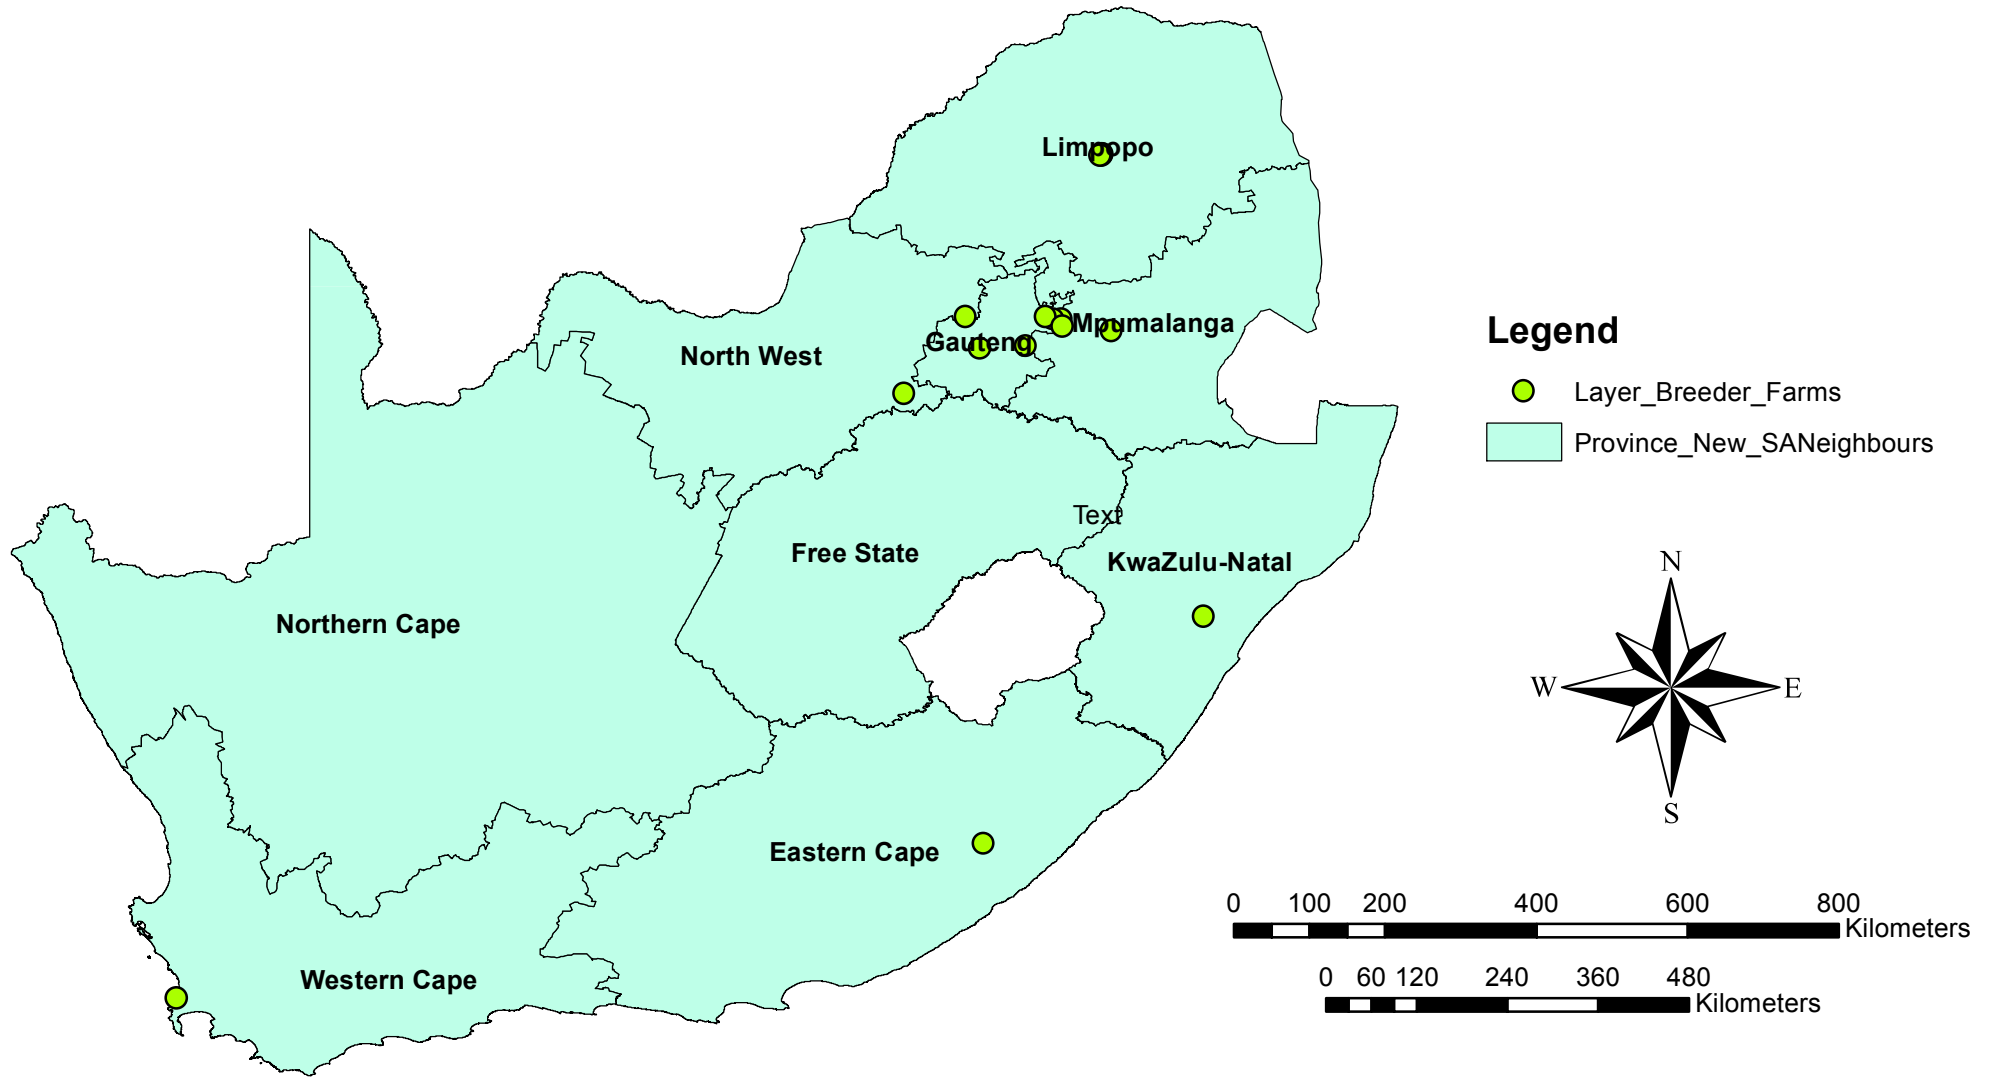 Limpopo
Mpumalanga
Gauteng
North West
Text
Free State
KwaZulu-Natal
Northern Cape
Eastern Cape
Western Cape
Legend
Layer_Breeder_Farms
Province_New_SANeighbours
N
W
E
S
0 100 200 400 600 800
Kilometers
0 60 120 240 360 480
Kilometers